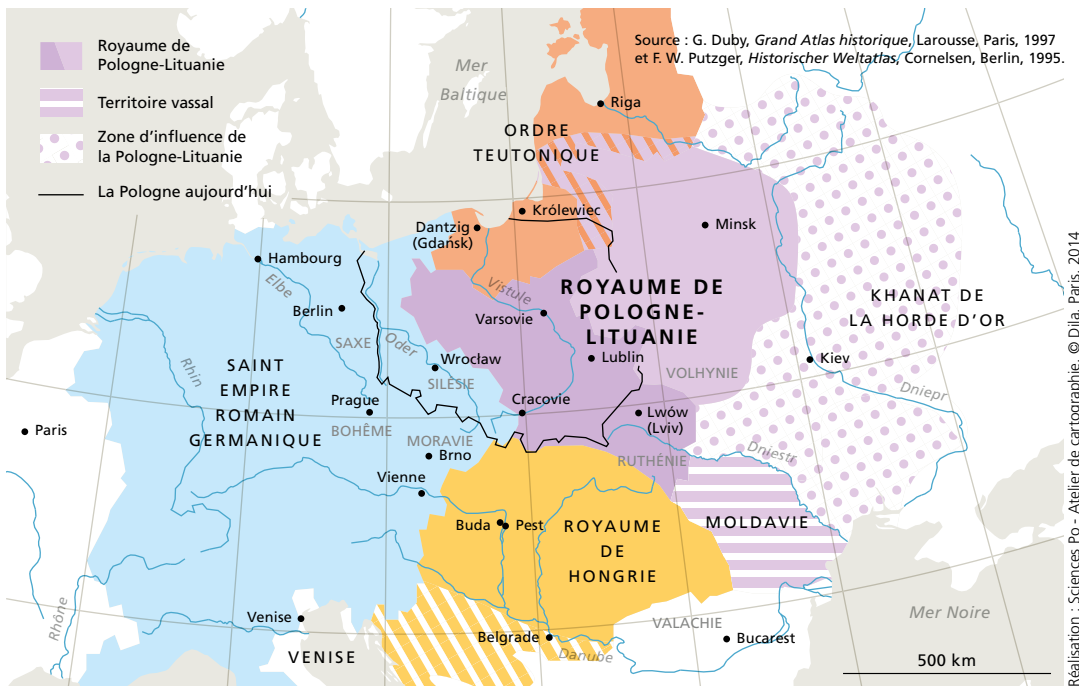 Royaume de
Pologne-Lituanie
Territoire vassal
Zone d'influence de
la Pologne-Lituanie
La Pologne aujourd'hui
Source : G. Duby, Grand Atlas historique, Larousse, Paris, 1997
et F. W. Putzger, Historischer Weltatlas, Cornelsen, Berlin, 1995.
Mer
Baltique
Riga
ORDRE
TEUTONIQUE
Królewiec
Dantzig
(Gdańsk)
Minsk
Hambourg
Elbe
Berlin
Vistule
ROYAUME DE
POLOGNE-
LITUANIE
Varsovie
KHANAT DE
LA HORDE D'OR
SAXE
Oder
Rhin
SAINT
EMPIRE
ROMAIN
GERMANIQUE
Wrocław
SILÉSIE
Lublin
VOLHYNIE
Kiev
Dniepr
Prague
BOHÊME
Cracovie
Lwów
(Lviv)
Paris
MORAVIE
Brno
RUTHÉNIE
Dniestr
Vienne
Buda
Pest
ROYAUME
DE
HONGRIE
MOLDAVIE
Rhône
Venise
VENISE
Belgrade
Danube
VALACHIE
Bucarest
Mer Noire
500 km
Réalisation : Sciences Po - Atelier de cartographie. © Dila, Paris, 2014